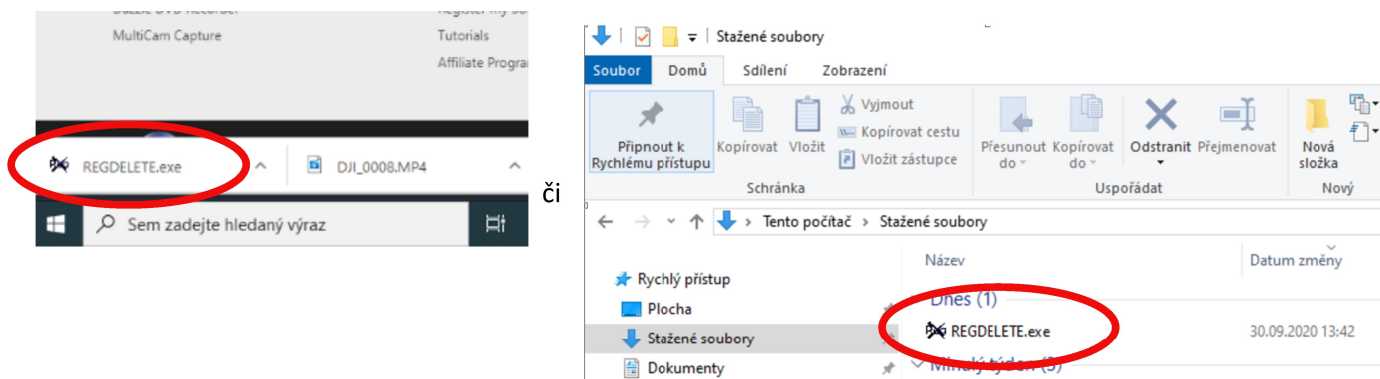 MultiCam Capture
Tutorials
Affiliate Progra
REGDELETE.exe
DJI_0008.MP4
Sem zadejte hledaný výraz
či
Stažené soubory
Soubor Domů Sdílení Zobrazení
Připnout k Rychlému přístupu
Kopírovat
Vložit
Vyjmout
Kopírovat cestu
Vložit zástupce
Schránka
Přesunout do
Kopírovat do
Odstranit
Přejmenovat
Uspořádat
Nová složka
Nový
Tento počítač > Stažené soubory
Název Datum změny
Rychlý přístup
Plocha
Stažené soubory
Dokumenty
Dnes (1)
REGDELETE.exe 30.09.2020 13:42
Minulý týden (3)